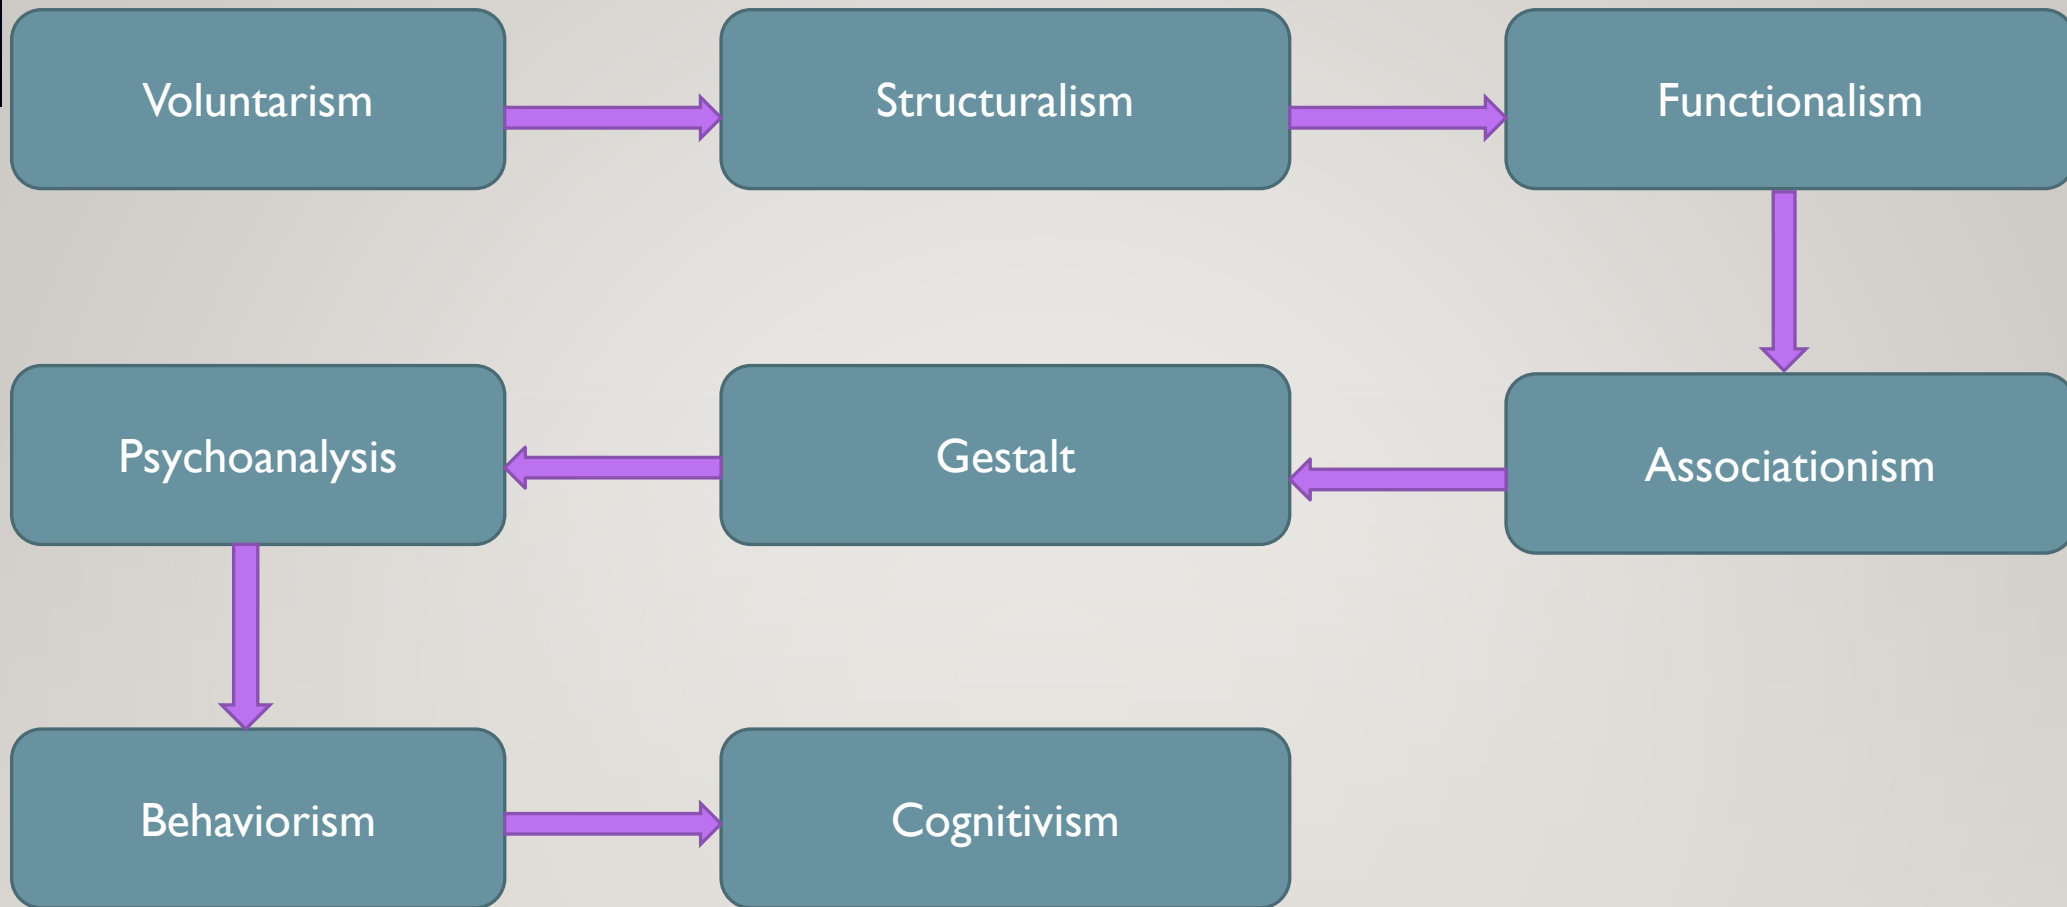 Voluntarism
Structuralism
Functionalism
Associationism
Gestalt
Psychoanalysis
Behaviorism
Cognitivism